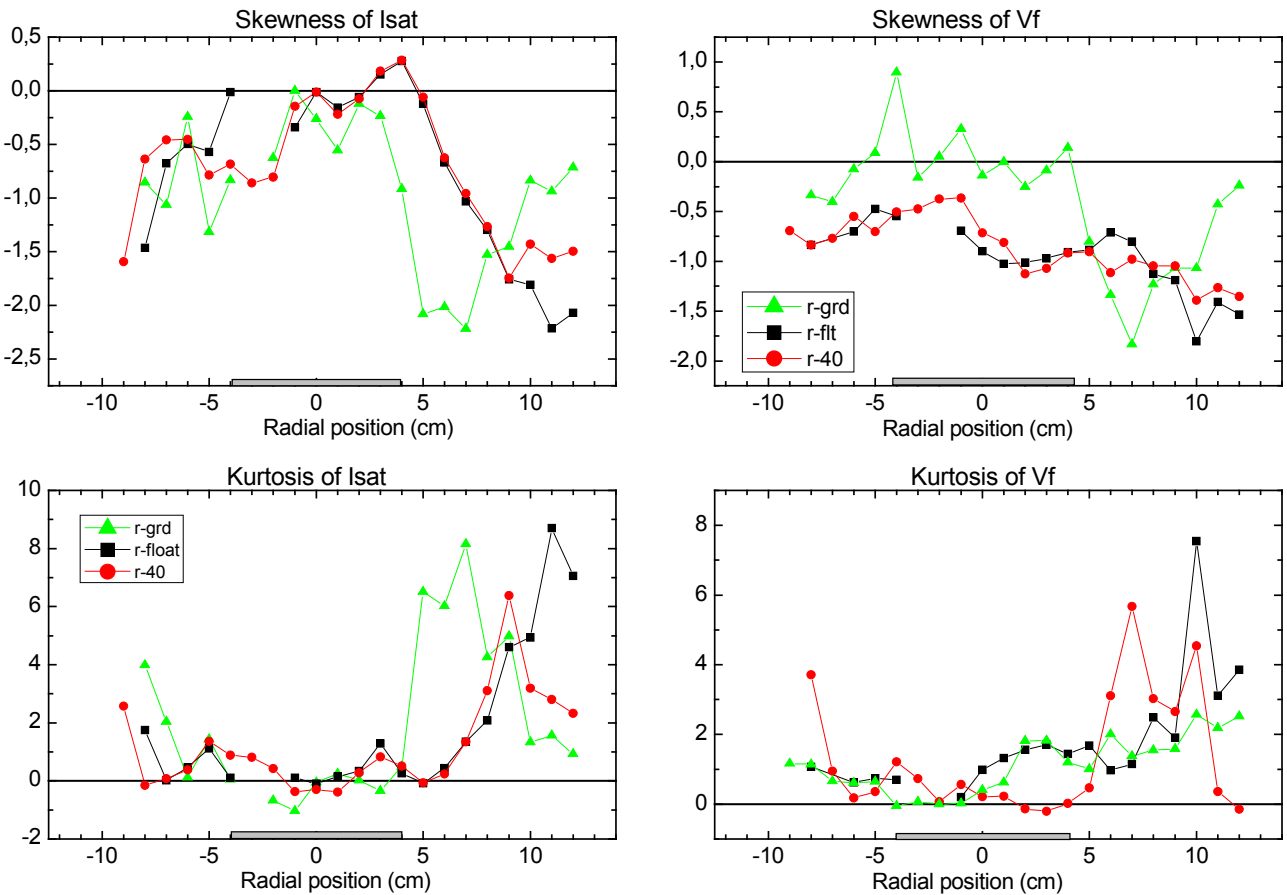 Skewness of Isat
0,0
-0,5
-1,0
-1,5
-2,0
-2,5
-10 -5 0 5 10
Radial position (cm)
Skewness of Vf
1,0
0,5
0,0
-0,5
-1,0
-1,5
-2,0
r-grd
r-flt
r-40
-10 -5 0 5 10
Radial position (cm)
Kurtosis of Isat
10
8
6
4
2
0
-2
r-grd
r-float
r-40
-10 -5 0 5 10
Radial position (cm)
Kurtosis of Vf
8
6
4
2
0
-10 -5 0 5 10
Radial position (cm)